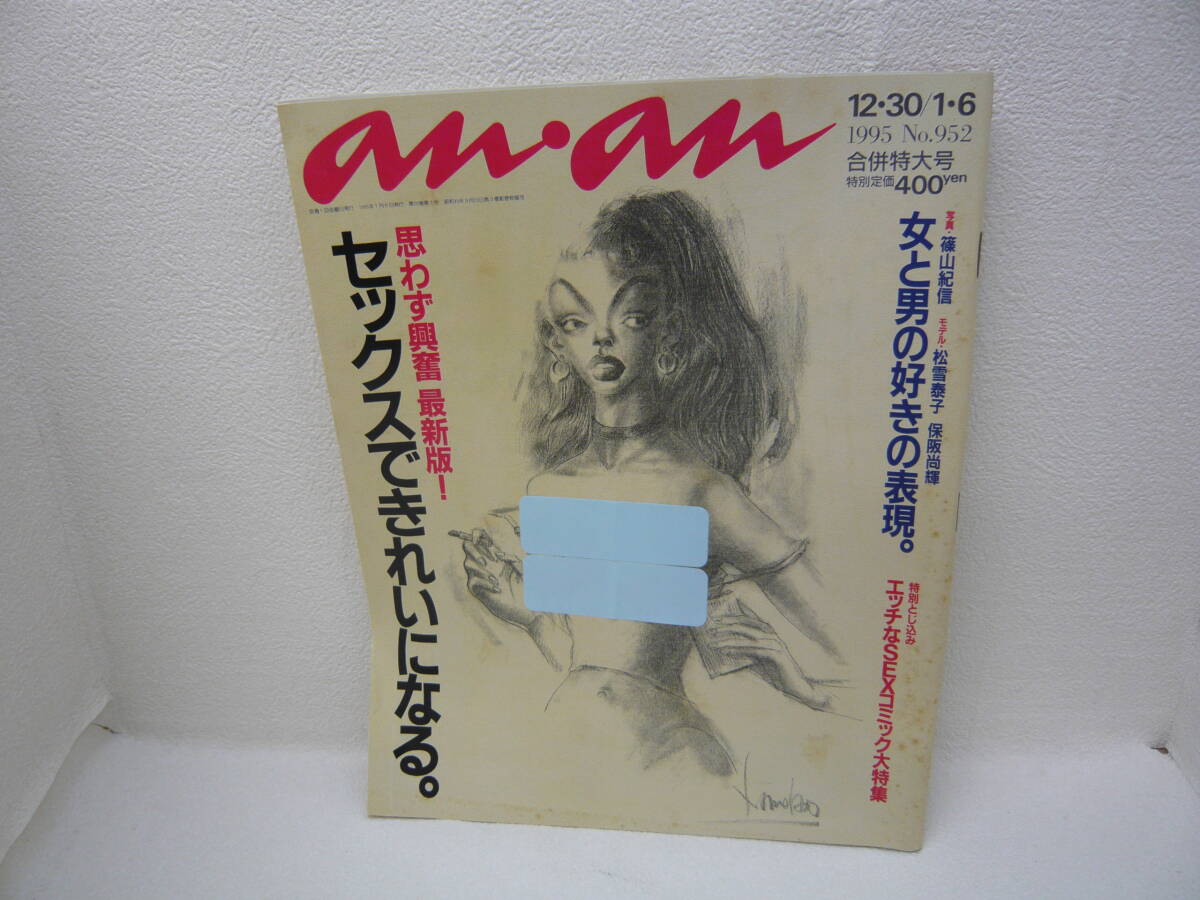 an・an
12・30/1・6
1995 No.952
合併特大号
特別定価400yen
思わず興奮 最新版!
セックスできれいになる。
写真・篠山紀信 モデル・松雪泰子 保阪尚輝
女と男の好きの表現。
特別とじ込み
エッチなSEXコミック大特集